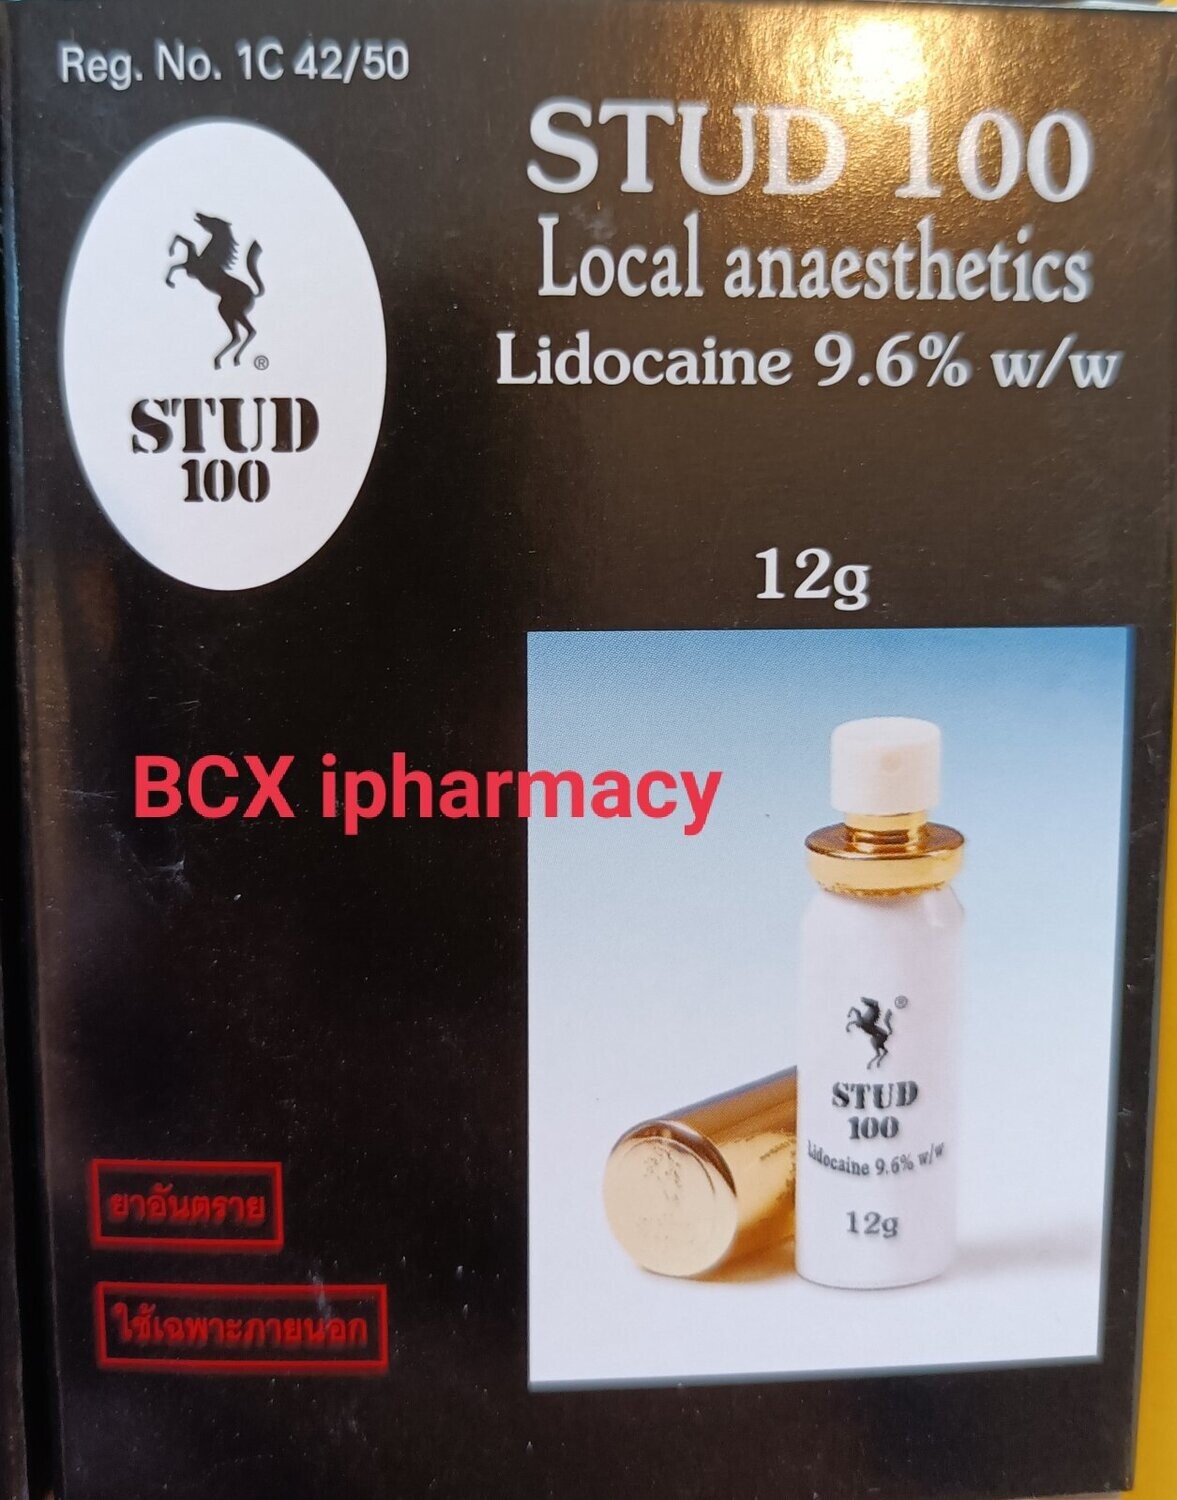 Reg. No. 1C 42/50
STUD 100
Local anaesthetics
Lidocaine 9.6% w/w
®
STUD
100
12g
BCX ipharmacy
®
STUD
100
Lidocaine 9.6% w/w
12g
ยาอันตราย
ใช้เฉพาะภายนอก